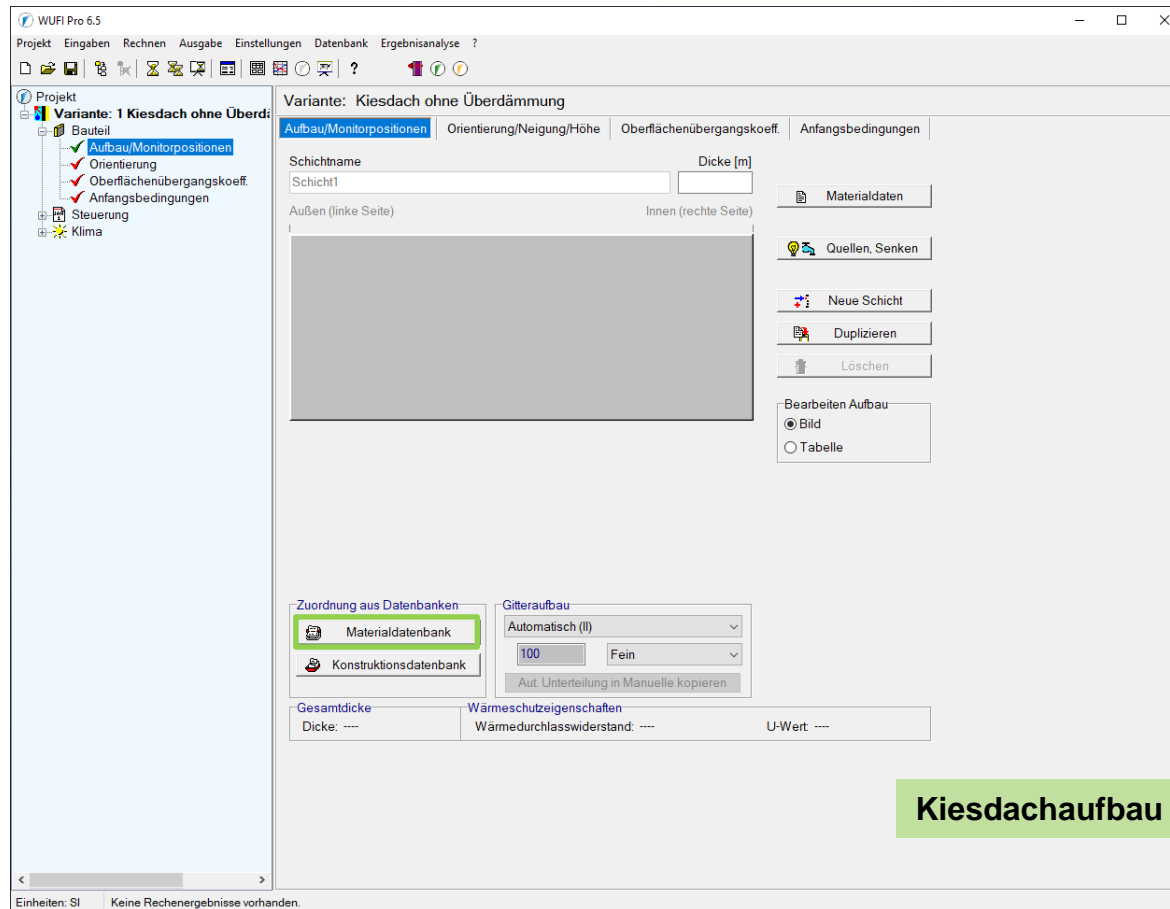 WUFI Pro 6.5
Projekt Eingaben Rechnen Ausgabe Einstellungen Datenbank Ergebnisanalyse ?
Projekt
Variante: 1 Kiesdach ohne Überdä
Bauteil
Aufbau/Monitorpositionen
Orientierung
Oberflächenübergangskoeff.
Anfangsbedingungen
Steuerung
Klima
Variante: Kiesdach ohne Überdämmung
Aufbau/Monitorpositionen Orientierung/Neigung/Höhe Oberflächenübergangskoeff. Anfangsbedingungen
Schichtname Dicke [m]
Schicht1
Außen (linke Seite) Innen (rechte Seite)
Materialdaten
Quellen, Senken
Neue Schicht
Duplizieren
Löschen
Bearbeiten Aufbau
Bild
Tabelle
Zuordnung aus Datenbanken
Materialdatenbank
Konstruktionsdatenbank
Gitteraufbau
Automatisch (II)
100 Fein
Aut. Unterteilung in Manuelle kopieren
Gesamtdicke Wärmeschutzeigenschaften
Dicke: ---- Wärmedurchlasswiderstand: ---- U-Wert: ----
Kiesdachaufbau
Einheiten: SI Keine Rechenergebnisse vorhanden.